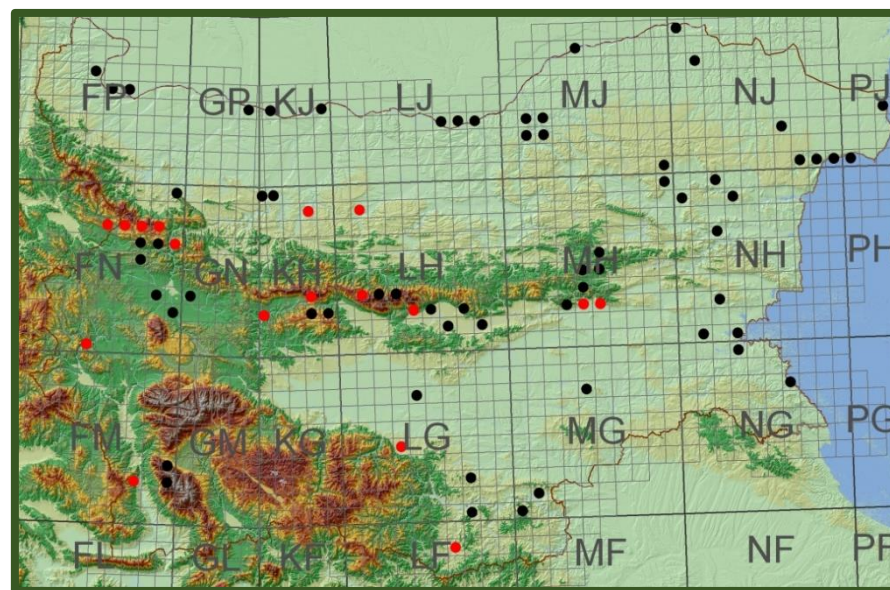 FP GP KJ LJ MJ NJ PJ
FN GN KH LH MH NH PH
FM GM KG LG MG NG PG
FL GL KF LF MF NF PF